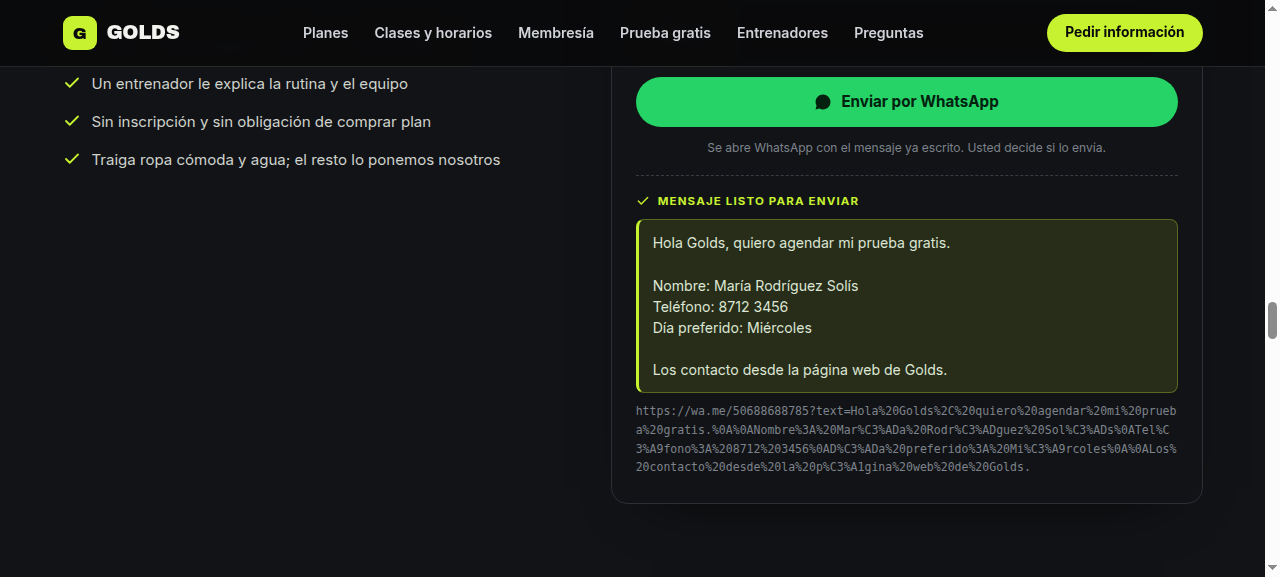 G GOLDS
Planes Clases y horarios Membresía Prueba gratis Entrenadores Preguntas
Pedir información
Un entrenador le explica la rutina y el equipo
Sin inscripción y sin obligación de comprar plan
Traiga ropa cómoda y agua; el resto lo ponemos nosotros
Enviar por WhatsApp
Se abre WhatsApp con el mensaje ya escrito. Usted decide si lo envía.
MENSAJE LISTO PARA ENVIAR
Hola Golds, quiero agendar mi prueba gratis.
Nombre: María Rodríguez Solís
Teléfono: 8712 3456
Día preferido: Miércoles
Los contacto desde la página web de Golds.
https://wa.me/50688688785?text=Hola%20Golds%2C%20quiero%20agendar%20mi%20prueb
a%20gratis.%0A%0ANombre%3A%20Mar%C3%ADa%20Rodr%C3%ADguez%20Sol%C3%ADs%0ATel%C
3%A9fono%3A%208712%203456%0AD%C3%ADa%20preferido%3A%20Mi%C3%A9rcoles%0A%0ALos%
20contacto%20desde%20la%20p%C3%A1gina%20web%20de%20Golds.